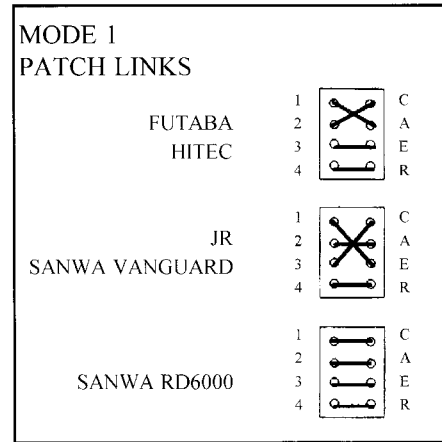 MODE 1
PATCH LINKS
FUTABA
HITEC
1 C
2 A
3 E
4 R
JR
SANWA VANGUARD
1 C
2 A
3 E
4 R
SANWA RD6000
1 C
2 A
3 E
4 R